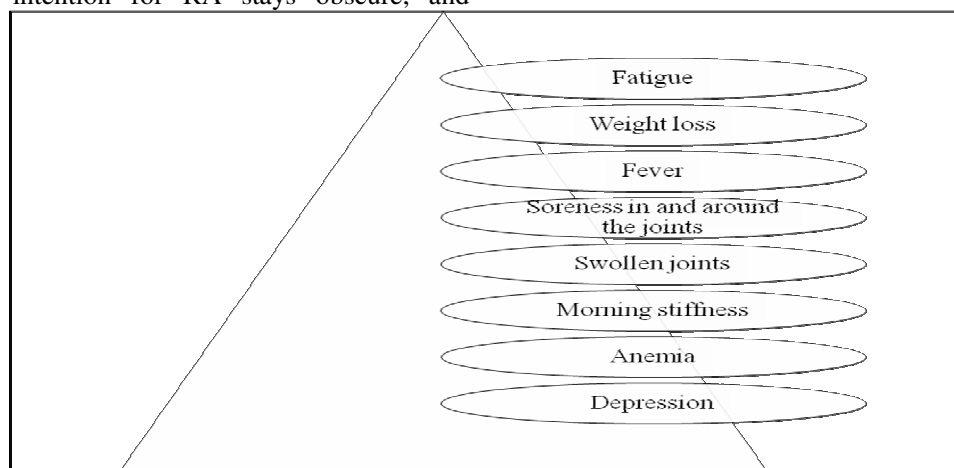 intention for RA stays obscure, and
Fatigue
Weight loss
Fever
Soreness in and around
the joints
Swollen joints
Morning stiffness
Anemia
Depression